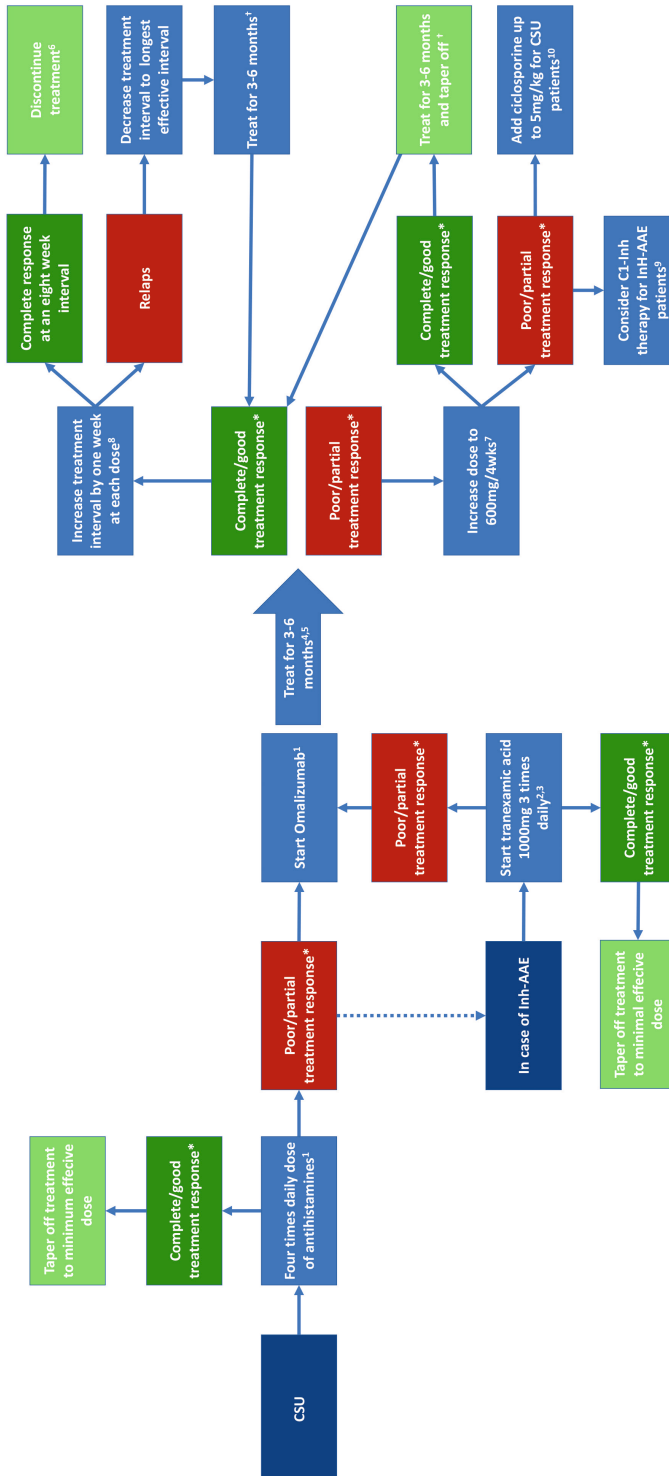 CSU
Taper off treatment
to minimum effective
dose
Complete/good
treatment response*
Four times daily dose
of antihistamines1
Poor/partial
treatment response*
In case of Inh-AAE
Start Omalizumab1
Poor/partial
treatment response*
Start tranexamic acid
1000mg 3 times
daily2,3
Complete/good
treatment response*
Taper off treatment
to minimal effecive
dose
Treat for 3-6
months4,5
Increase treatment
interval by one week
at each dose8
Complete/good
treatment response*
Poor/partial
treatment response*
Increase dose to
600mg/4wks7
Complete response
at an eight week
interval
Relaps
Complete/good
treatment response*
Poor/partial
treatment response*
Consider C1-Inh
therapy for InH-AAE
patients9
Discontinue
treatment6
Decrease treatment
interval to longest
effective interval
Treat for 3-6 months†
Treat for 3-6 months
and taper off †
Add ciclosporine up
to 5mg/kg for CSU
patients10